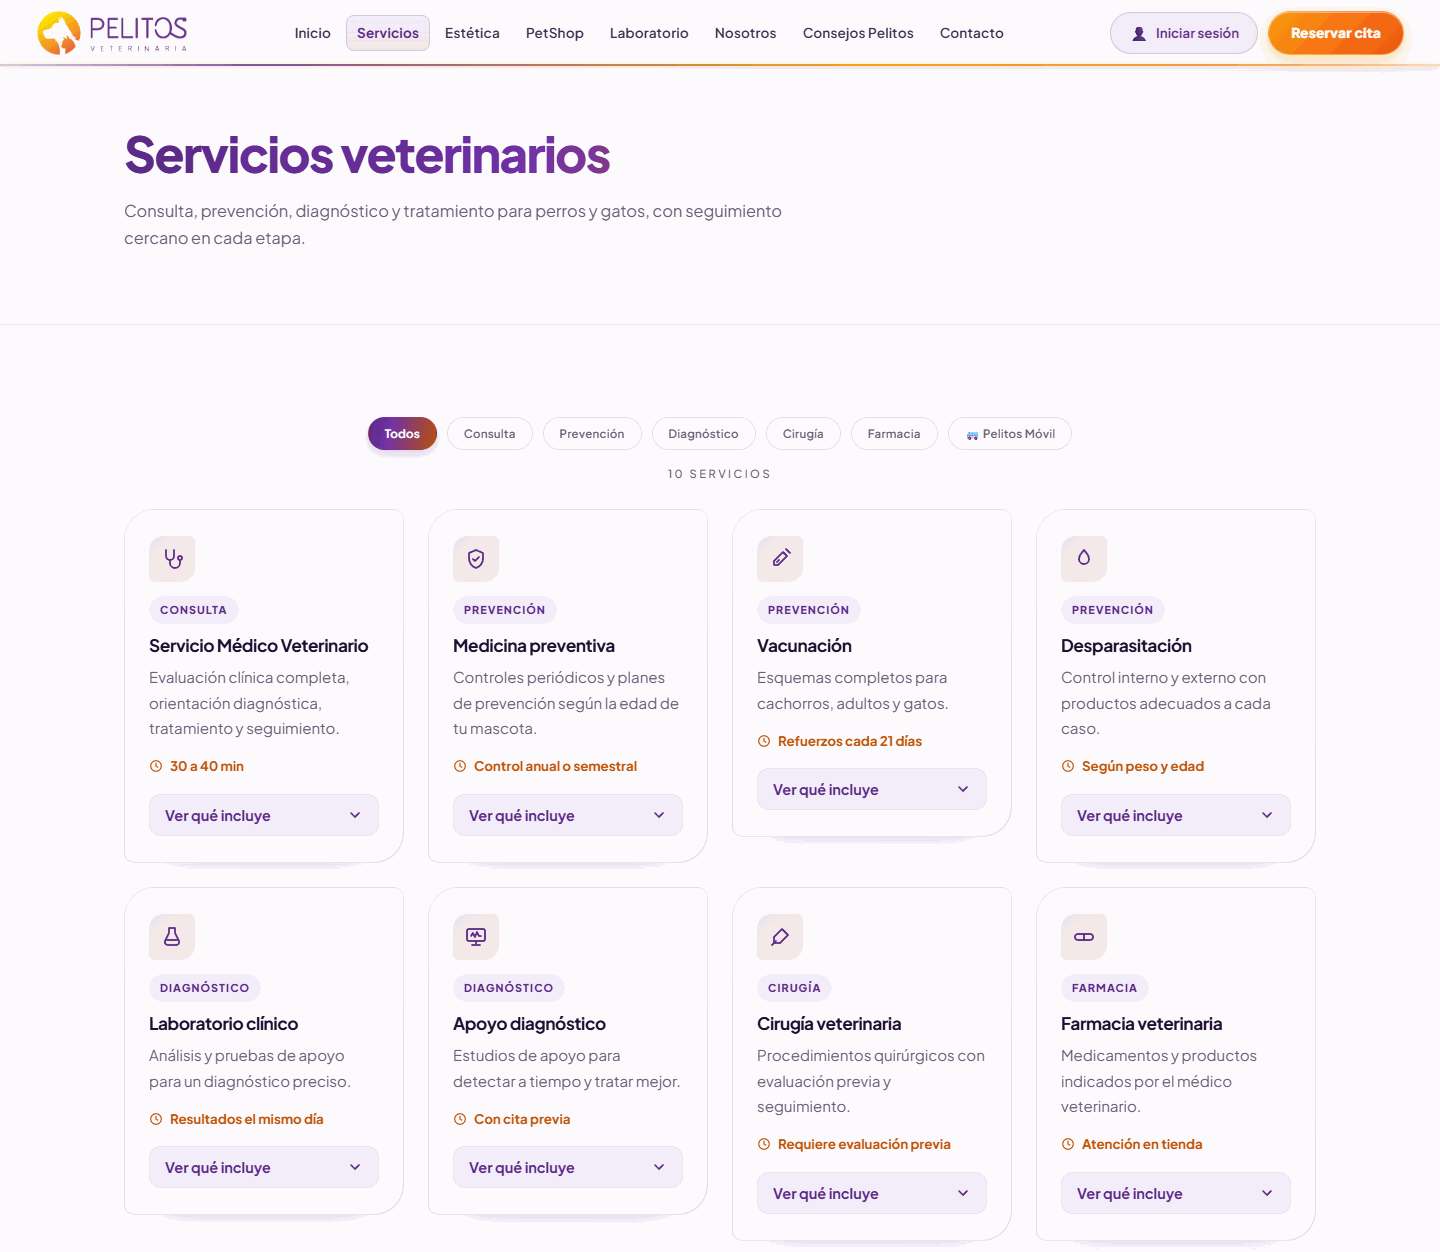 PELITOS
VETERINARIA
Inicio
Servicios
Estética
PetShop
Laboratorio
Nosotros
Consejos Pelitos
Contacto
Iniciar sesión
Reservar cita
Servicios veterinarios
Consulta, prevención, diagnóstico y tratamiento para perros y gatos, con seguimiento
cercano en cada etapa.
Todos
Consulta
Prevención
Diagnóstico
Cirugía
Farmacia
Pelitos Móvil
10 SERVICIOS
CONSULTA
Servicio Médico Veterinario
Evaluación clínica completa,
orientación diagnóstica,
tratamiento y seguimiento.
30 a 40 min
Ver qué incluye
PREVENCIÓN
Medicina preventiva
Controles periódicos y planes
de prevención según la edad de
tu mascota.
Control anual o semestral
Ver qué incluye
PREVENCIÓN
Vacunación
Esquemas completos para
cachorros, adultos y gatos.
Refuerzos cada 21 días
Ver qué incluye
PREVENCIÓN
Desparasitación
Control interno y externo con
productos adecuados a cada
caso.
Según peso y edad
Ver qué incluye
DIAGNÓSTICO
Laboratorio clínico
Análisis y pruebas de apoyo
para un diagnóstico preciso.
Resultados el mismo día
Ver qué incluye
DIAGNÓSTICO
Apoyo diagnóstico
Estudios de apoyo para
detectar a tiempo y tratar mejor.
Con cita previa
Ver qué incluye
CIRUGÍA
Cirugía veterinaria
Procedimientos quirúrgicos con
evaluación previa y
seguimiento.
Requiere evaluación previa
Ver qué incluye
FARMACIA
Farmacia veterinaria
Medicamentos y productos
indicados por el médico
veterinario.
Atención en tienda
Ver qué incluye